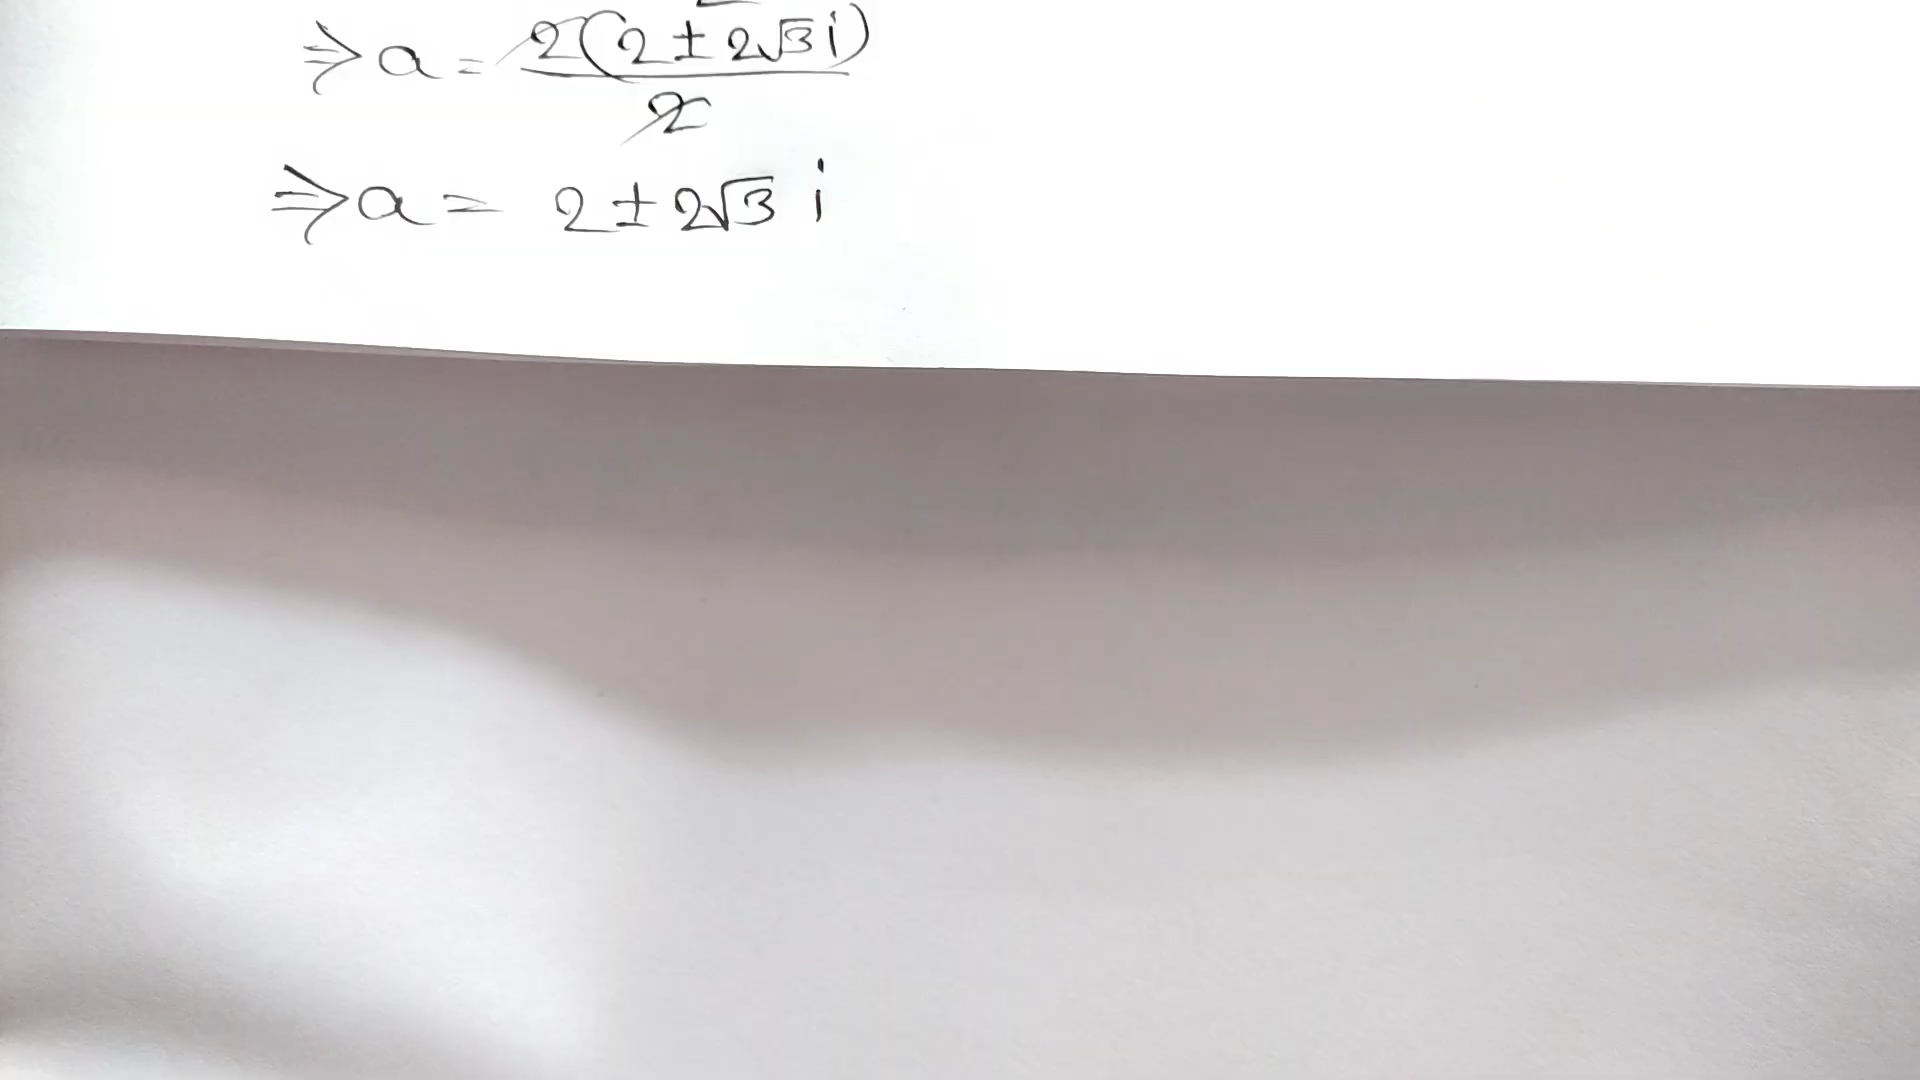 ⇒ a = 2(2 ± 2√3 i) / 2
⇒ a = 2 ± 2√3 i